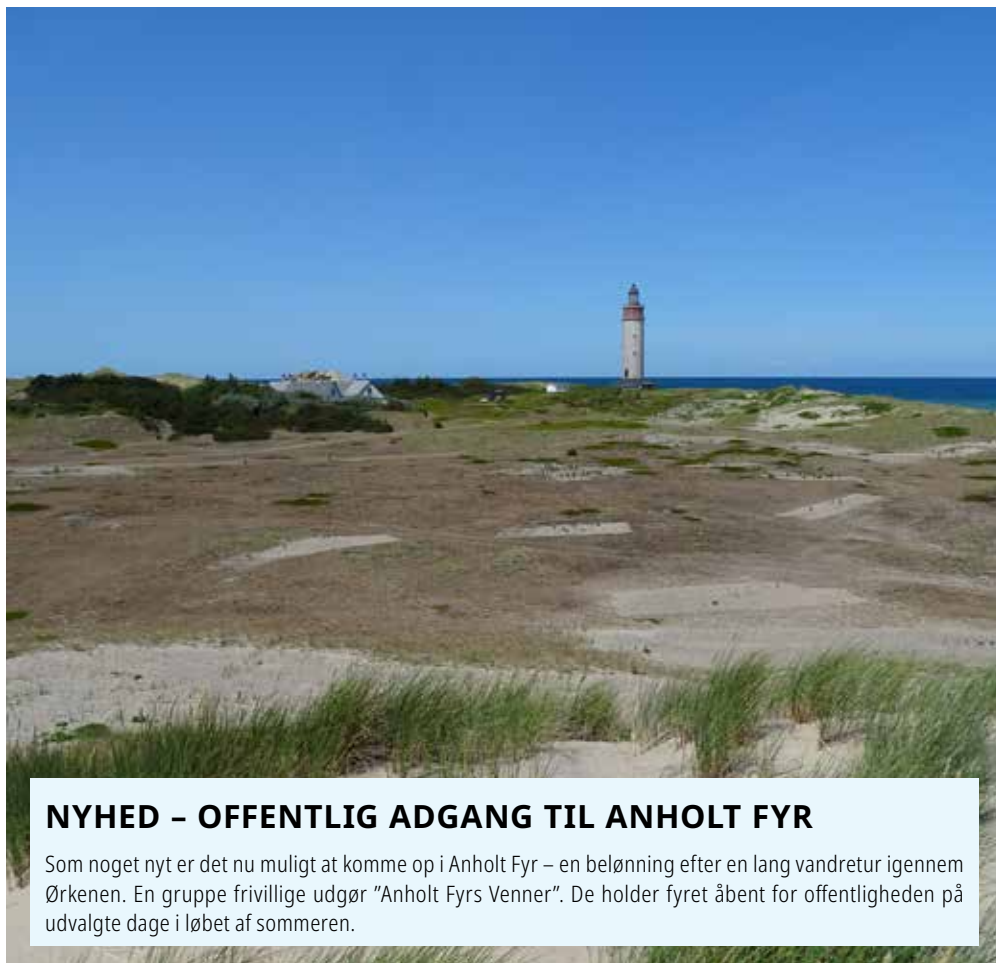 NYHED – OFFENTLIG ADGANG TIL ANHOLT FYR
Som noget nyt er det nu muligt at komme op i Anholt Fyr – en belønning efter en lang vandretur igennem
Ørkenen. En gruppe frivillige udgør ”Anholt Fyrs Venner”. De holder fyret åbent for offentligheden på
udvalgte dage i løbet af sommeren.